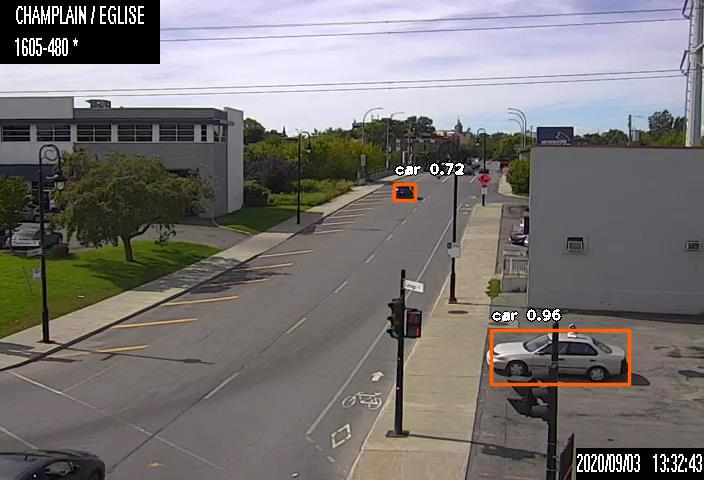 CHAMPLAIN / EGLISE
1605-480 *
car 0.72
car 0.96
2020/09/03 13:32:43